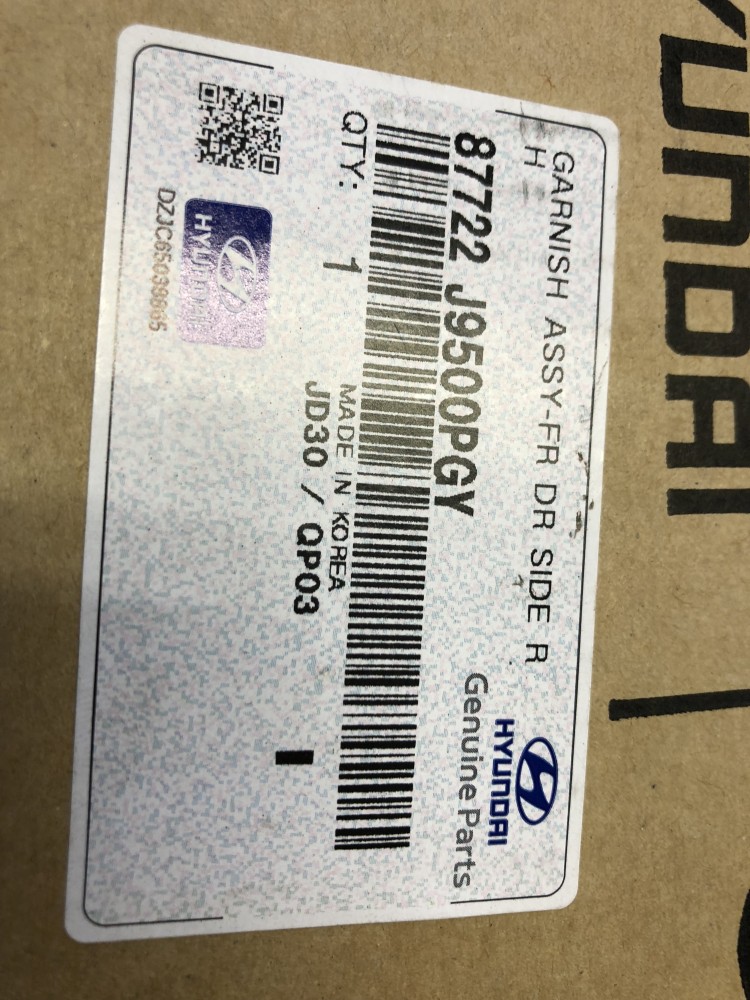 HYUNDAI
GARNISH ASSY-FR DR SIDE R
H
HYUNDAI
Genuine Parts
87722 J9500PGY
QTY: 1
MADE IN KOREA
JD30 / QP03
HYUNDAI